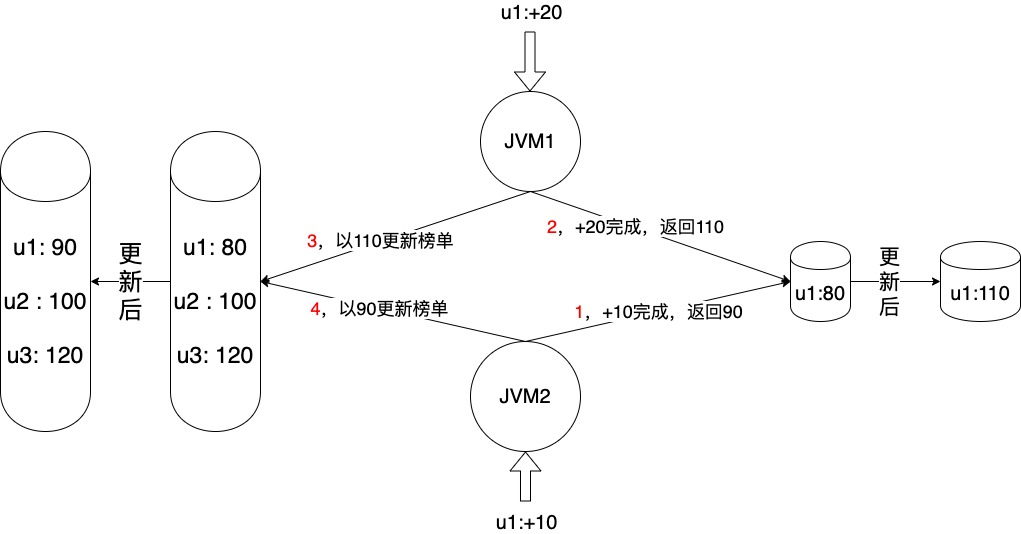 u1:+20
JVM1
2，+20完成，返回110
3，以110更新榜单
u1: 90
u2 : 100
u3: 120
更新后
u1: 80
u2 : 100
u3: 120
u1:80
更新后
u1:110
4，以90更新榜单
1，+10完成，返回90
JVM2
u1:+10